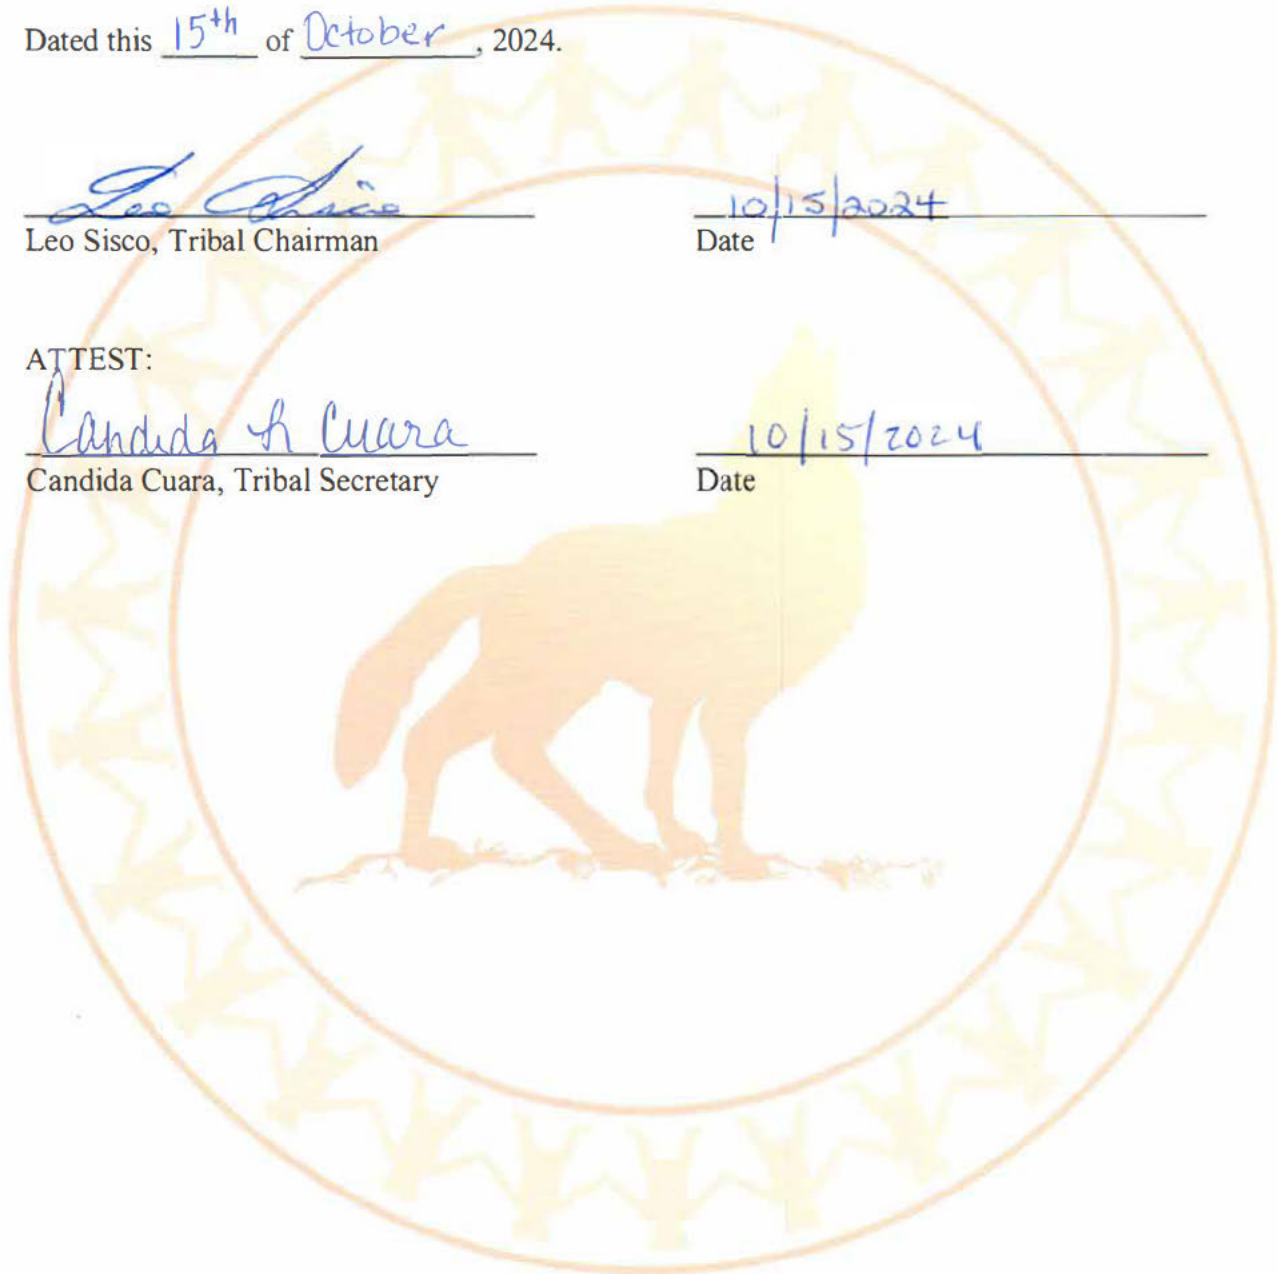 Dated this 15th of October, 2024.
Leo Sisco 10/15/2024
Leo Sisco, Tribal Chairman Date
ATTEST:
Candida L Cuara 10/15/2024
Candida Cuara, Tribal Secretary Date